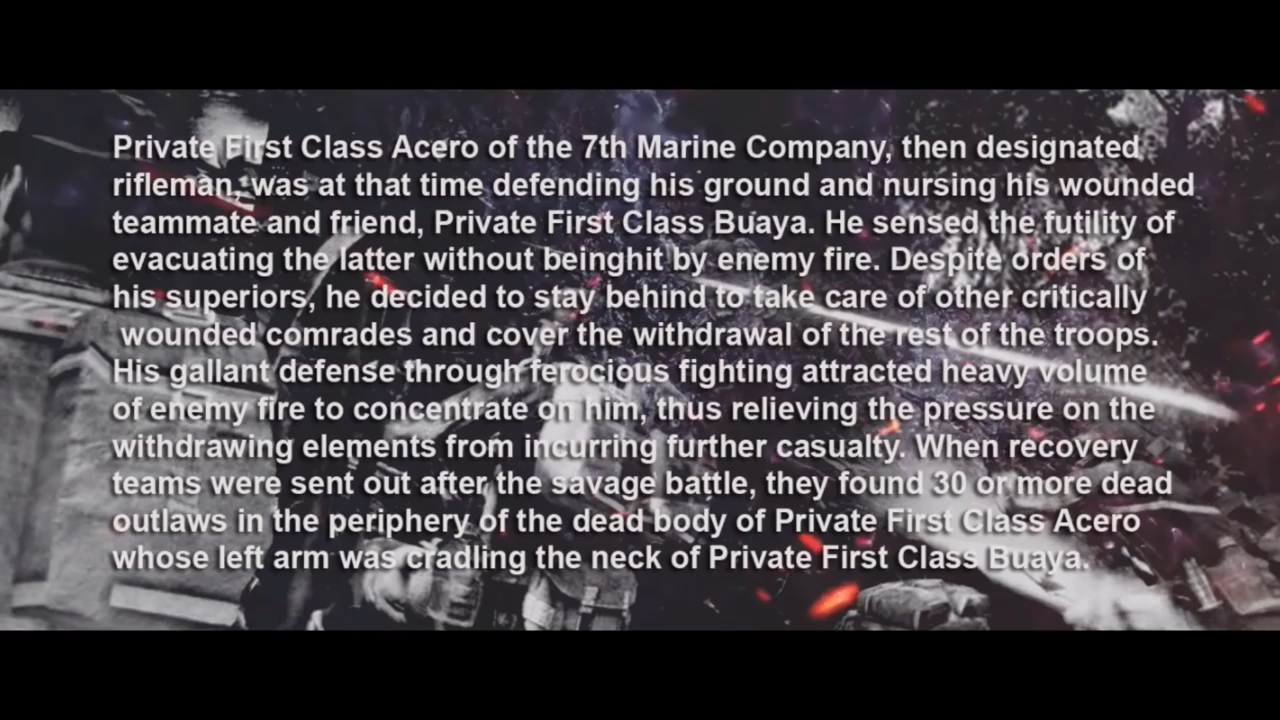 Private First Class Acero of the 7th Marine Company, then designated
rifleman, was at that time defending his ground and nursing his wounded
teammate and friend, Private First Class Buaya. He sensed the futility of
evacuating the latter without beinghit by enemy fire. Despite orders of
his superiors, he decided to stay behind to take care of other critically
wounded comrades and cover the withdrawal of the rest of the troops.
His gallant defense through ferocious fighting attracted heavy volume
of enemy fire to concentrate on him, thus relieving the pressure on the
withdrawing elements from incurring further casualty. When recovery
teams were sent out after the savage battle, they found 30 or more dead
outlaws in the periphery of the dead body of Private First Class Acero
whose left arm was cradling the neck of Private First Class Buaya.